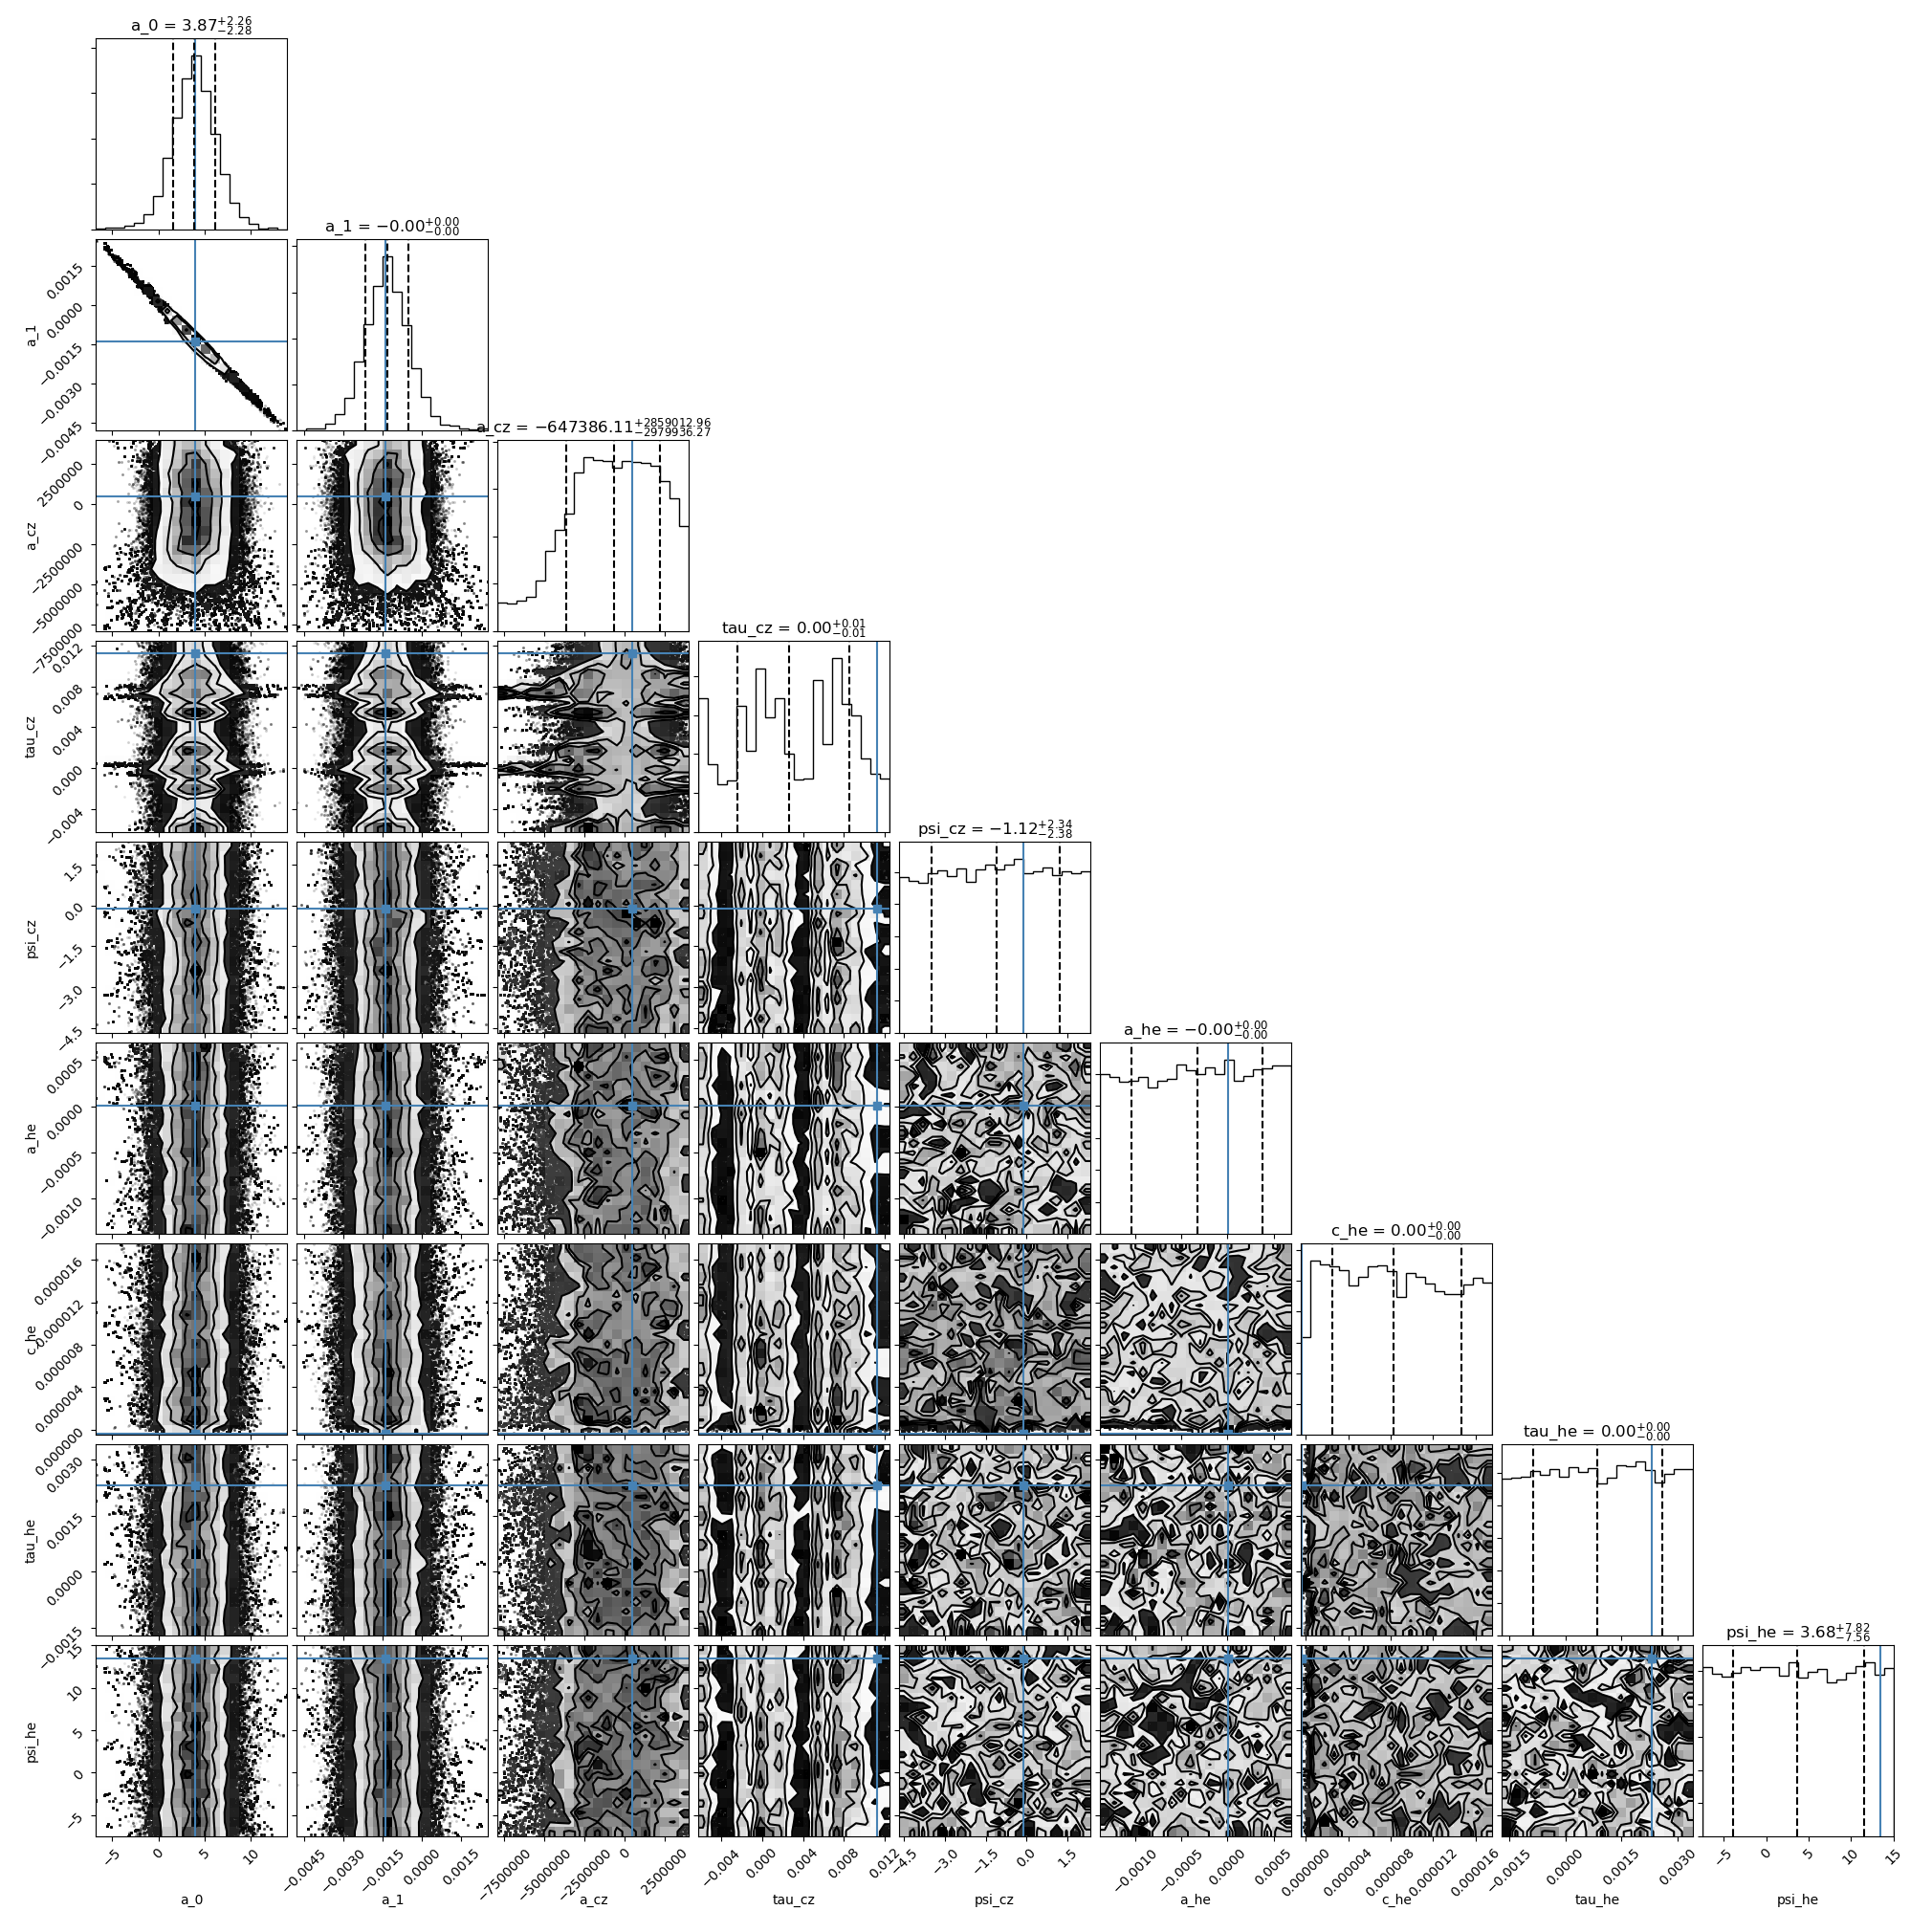 a_0 = 3.87+2.26−2.28
a_1 = −0.00+0.00−0.00
a_cz = −647386.11+2859012.96−2979936.27
tau_cz = 0.00+0.01−0.01
psi_cz = −1.12+2.34−2.38
a_he = −0.00+0.00−0.00
c_he = 0.00+0.00−0.00
tau_he = 0.00+0.00−0.00
psi_he = 3.68+7.82−7.56
a_1
0.0015
0.0000
−0.0015
−0.0030
−0.0045
a_cz
2500000
0
−2500000
−5000000
−7500000
tau_cz
0.012
0.008
0.004
0.000
−0.004
psi_cz
1.5
0.0
−1.5
−3.0
−4.5
a_he
0.0005
0.0000
−0.0005
−0.0010
c_he
0.000016
0.000012
0.000008
0.000004
0.000000
tau_he
0.0030
0.0015
0.0000
−0.0015
psi_he
15
10
5
0
−5
−5 0 5 10
−0.0045 −0.0030 −0.0015 0.0000 0.0015
−7500000 −5000000 −2500000 0 2500000
−0.004 0.000 0.004 0.008 0.012
−4.5 −3.0 −1.5 0.0 1.5
−0.0010 −0.0005 0.0000 0.0005
0.000000 0.000004 0.000008 0.000012 0.000016
−0.0015 0.0000 0.0015 0.0030
−5 0 5 10 15
a_0 a_1 a_cz tau_cz psi_cz a_he c_he tau_he psi_he